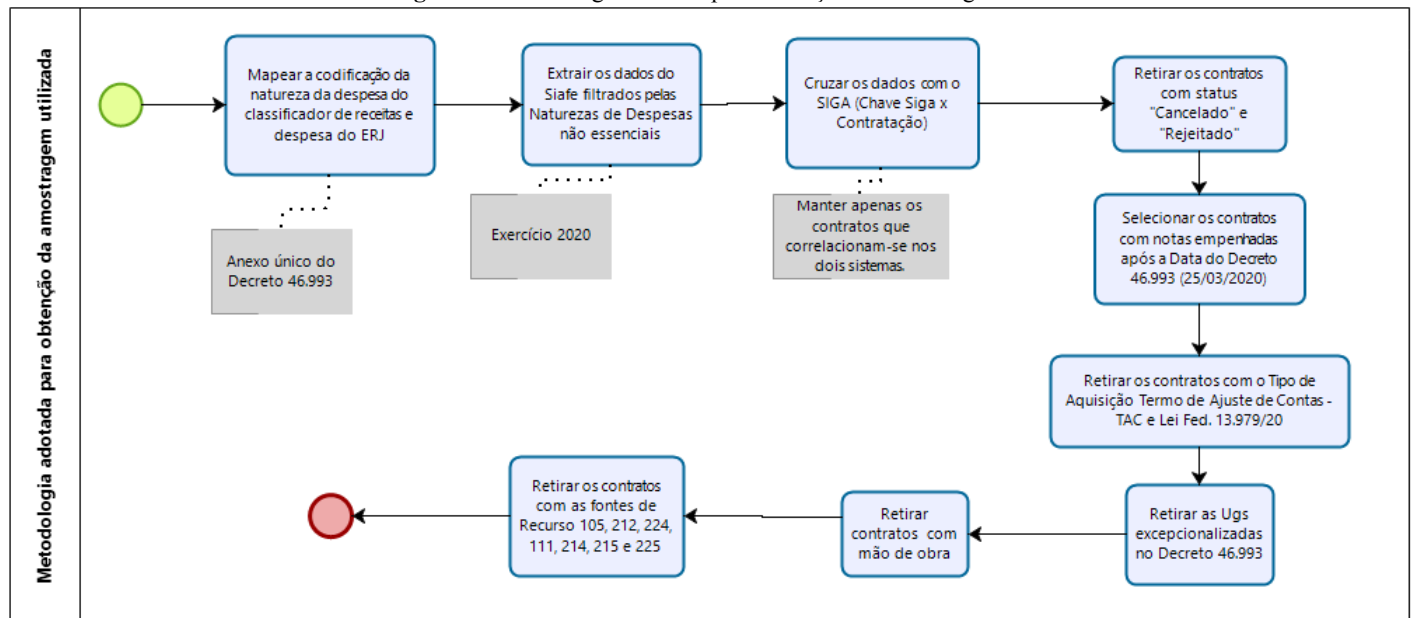 Metodologia adotada para obtenção da amostragem utilizada
Mapear a codificação da
natureza da despesa do
classificador de receitas e
despesa do ERJ
Anexo único do
Decreto 46.993
Extrair os dados do
Siafe filtrados pelas
Naturezas de Despesas
não essenciais
Exercício 2020
Cruzar os dados com o
SIGA (Chave Siga x
Contratação)
Manter apenas os
contratos que
correlacionam-se nos
dois sistemas.
Retirar os contratos
com status
"Cancelado" e
"Rejeitado"
Selecionar os contratos
com notas empenhadas
após a Data do Decreto
46.993 (25/03/2020)
Retirar os contratos com o Tipo de
Aquisição Termo de Ajuste de Contas -
TAC e Lei Fed. 13.979/20
Retirar as Ugs
excepcionalizadas
no Decreto 46.993
Retirar
contratos com
mão de obra
Retirar os contratos
com as fontes de
Recurso 105, 212, 224,
111, 214, 215 e 225